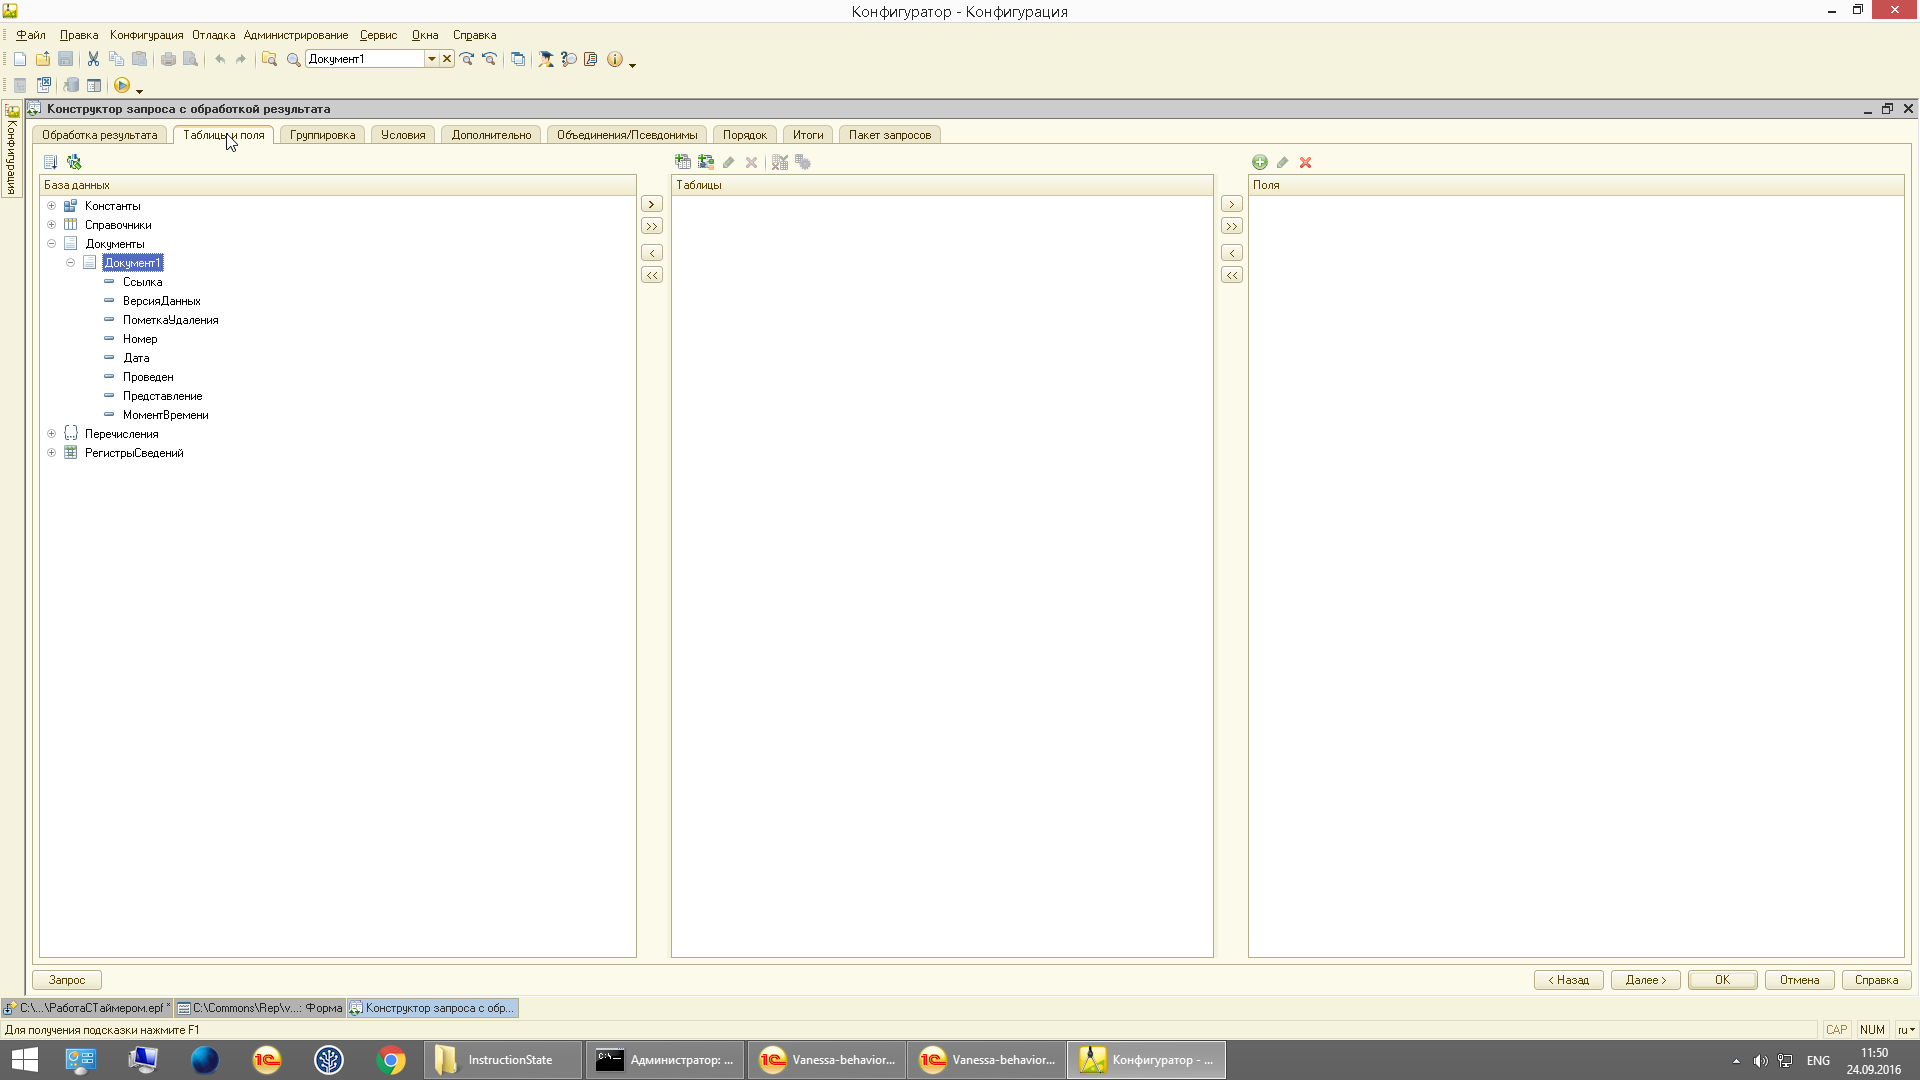 Конфигуратор - Конфигурация
Файл Правка Конфигурация Отладка Администрирование Сервис Окна Справка
Документ1
Конфигурация
Конструктор запроса с обработкой результата
Обработка результата Таблицы и поля Группировка Условия Дополнительно Объединения/Псевдонимы Порядок Итоги Пакет запросов
База данных Таблицы Поля
Константы
Справочники
Документы
Документ1
Ссылка
ВерсияДанных
ПометкаУдаления
Номер
Дата
Проведен
Представление
МоментВремени
Перечисления
РегистрыСведений
Запрос < Назад Далее > ОК Отмена Справка
C:\...\РаботаСТаймером.epf * C:\Commons\Rep\v...: Форма Конструктор запроса с обр...
Для получения подсказки нажмите F1 CAP NUM ru
InstructionState Администратор: ... Vanessa-behavior... Vanessa-behavior... Конфигуратор - ... ENG 11:50
24.09.2016